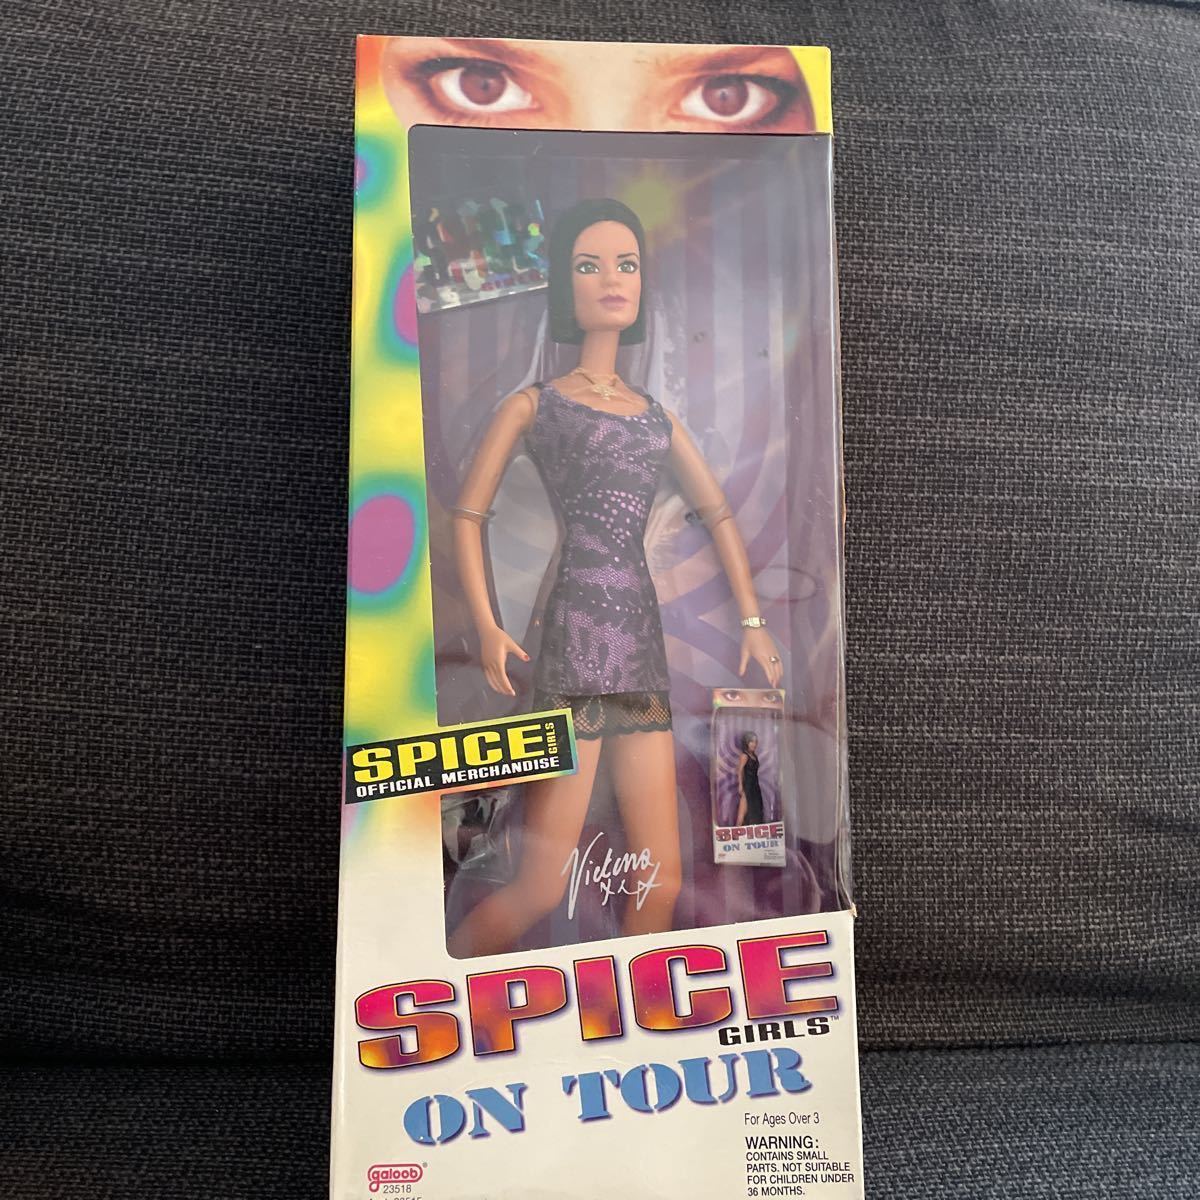 SPICE GIRLS
OFFICIAL MERCHANDISE
Victoria
SPICE
ON TOUR
SPICE
GIRLS™
ON TOUR
For Ages Over 3
WARNING:
CONTAINS SMALL
PARTS. NOT SUITABLE
FOR CHILDREN UNDER
36 MONTHS.
galoob®
23518